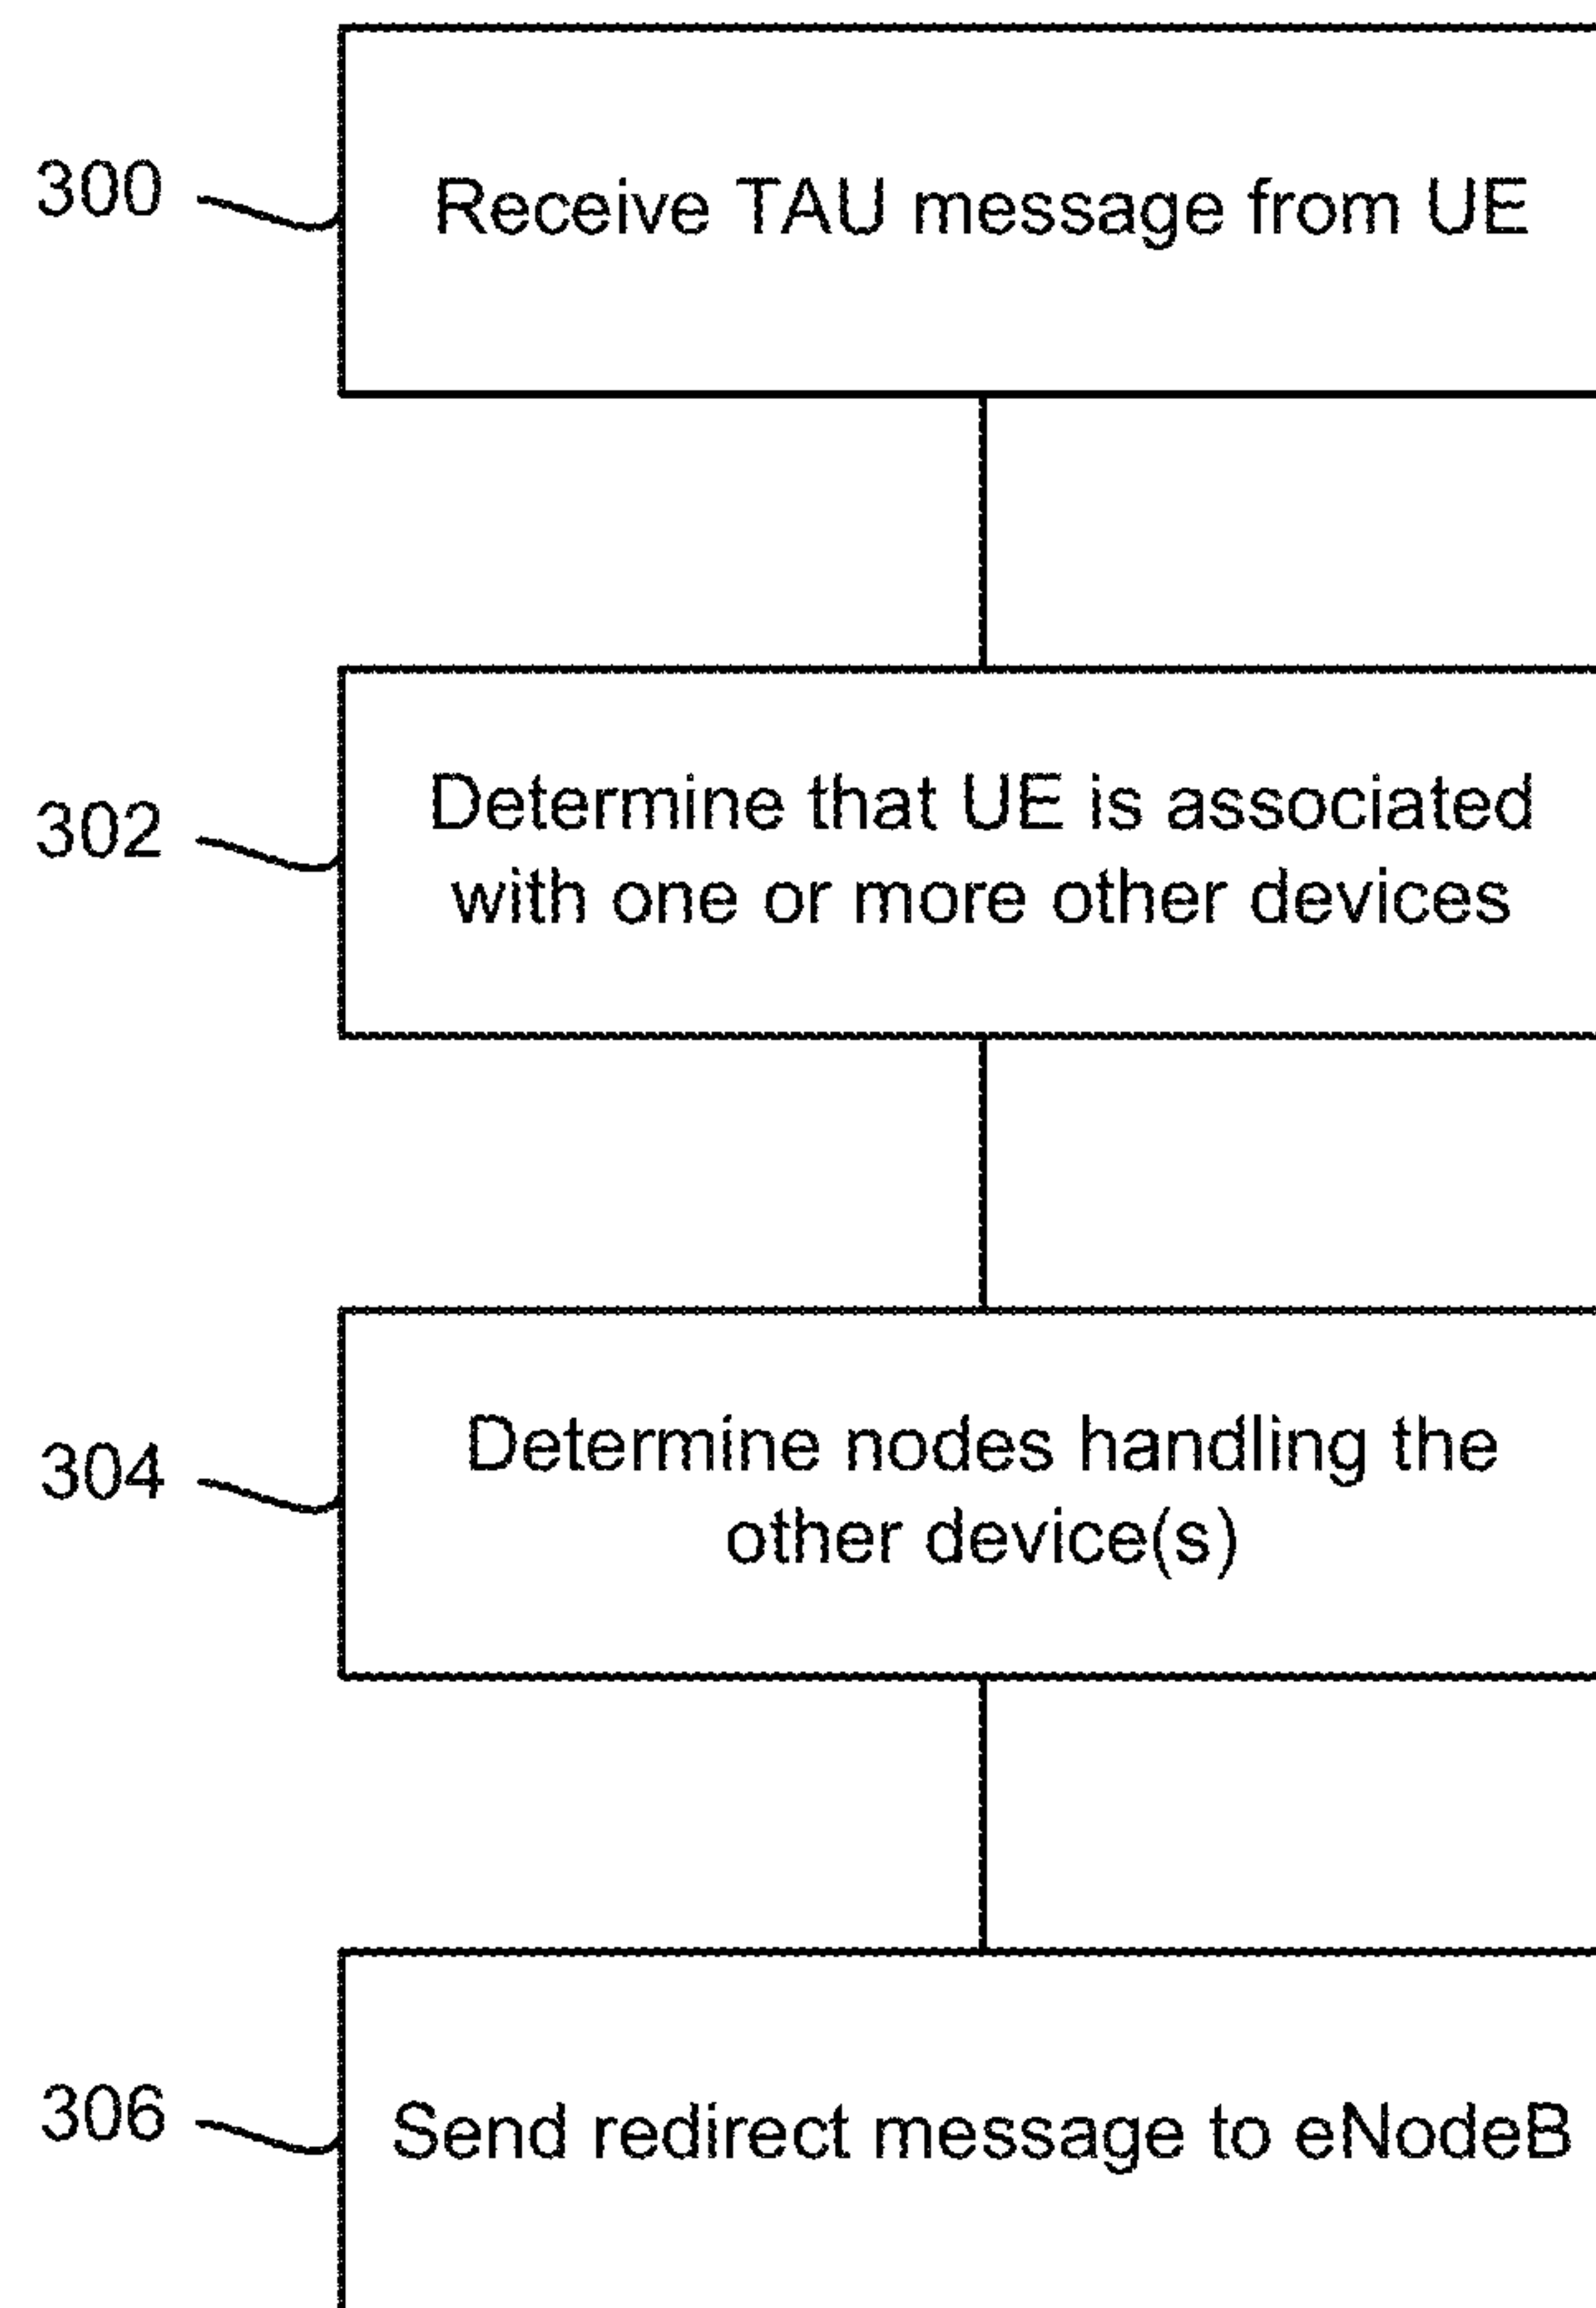 300
Receive TAU message from UE
302
Determine that UE is associated
with one or more other devices
304
Determine nodes handling the
other device(s)
306
Send redirect message to eNodeB